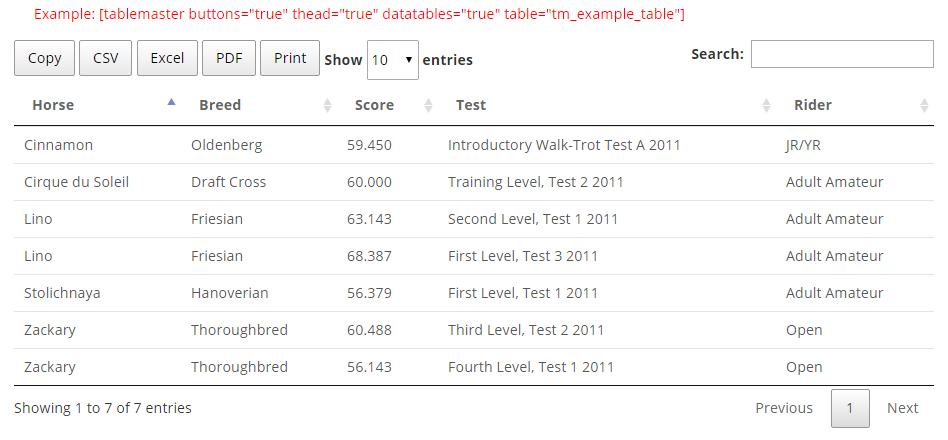 Example: [tablemaster buttons="true" thead="true" datatables="true" table="tm_example_table"]
Copy CSV Excel PDF Print Show 10 entries Search:
Horse Breed Score Test Rider
Cinnamon Oldenberg 59.450 Introductory Walk-Trot Test A 2011 JR/YR
Cirque du Soleil Draft Cross 60.000 Training Level, Test 2 2011 Adult Amateur
Lino Friesian 63.143 Second Level, Test 1 2011 Adult Amateur
Lino Friesian 68.387 First Level, Test 3 2011 Adult Amateur
Stolichnaya Hanoverian 56.379 First Level, Test 1 2011 Adult Amateur
Zackary Thoroughbred 60.488 Third Level, Test 2 2011 Open
Zackary Thoroughbred 56.143 Fourth Level, Test 1 2011 Open
Showing 1 to 7 of 7 entries Previous 1 Next